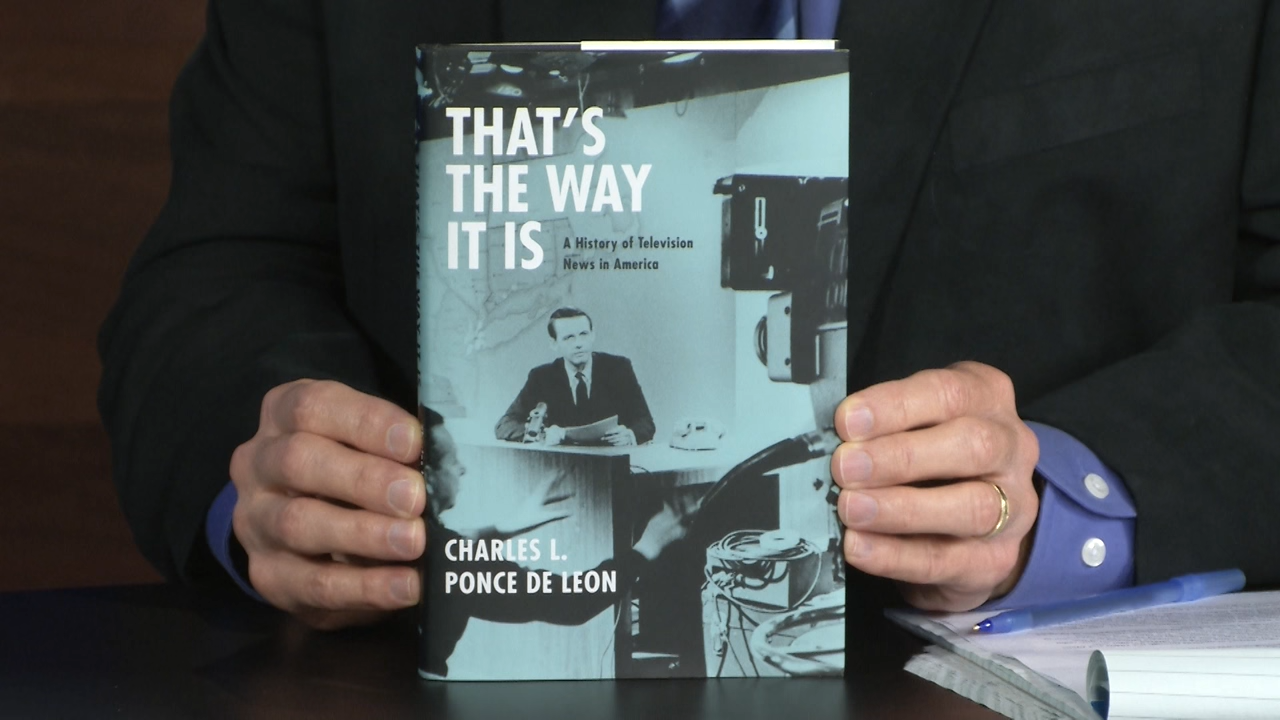 THAT'S
THE WAY
IT IS
A History of Television
News in America
CHARLES L.
PONCE DE LEON